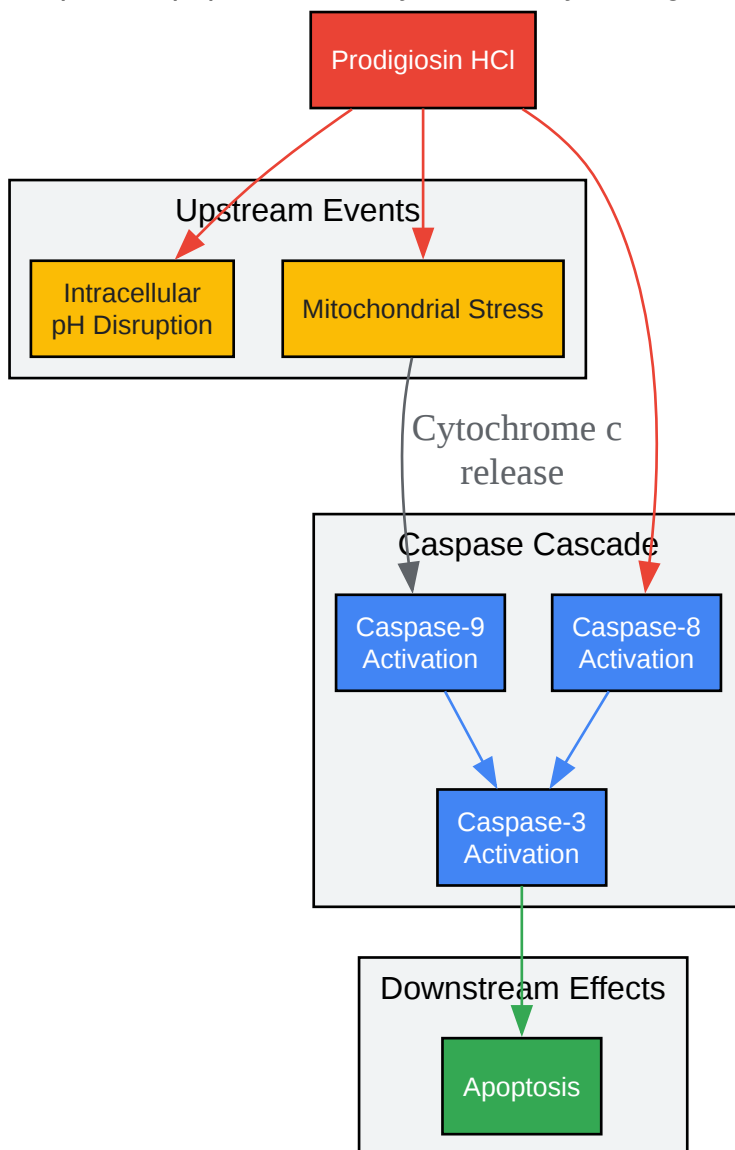 Prodigiosin HCl
Upstream Events
Intracellular
pH Disruption
Mitochondrial Stress
Cytochrome c
release
Caspase Cascade
Caspase-9
Activation
Caspase-8
Activation
Caspase-3
Activation
Downstream Effects
Apoptosis